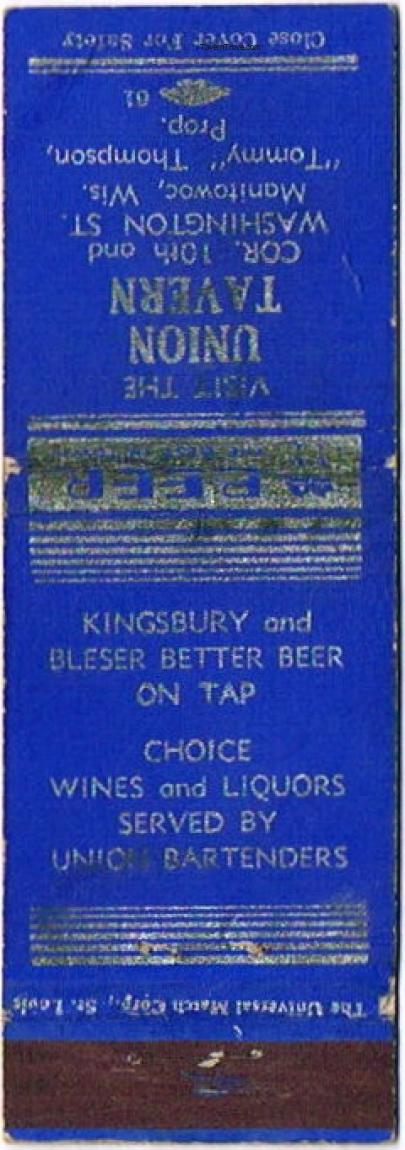 Close Cover For Safety
61
"Tommy" Thompson,
Prop.
Manitowoc, Wis.
WASHINGTON ST.
COR. 10th and
TAVERN
UNION
VISIT THE
BEER
KINGSBURY and
BLESER BETTER BEER
ON TAP
CHOICE
WINES and LIQUORS
SERVED BY
UNION BARTENDERS
The Universal Match Corp., St. Louis